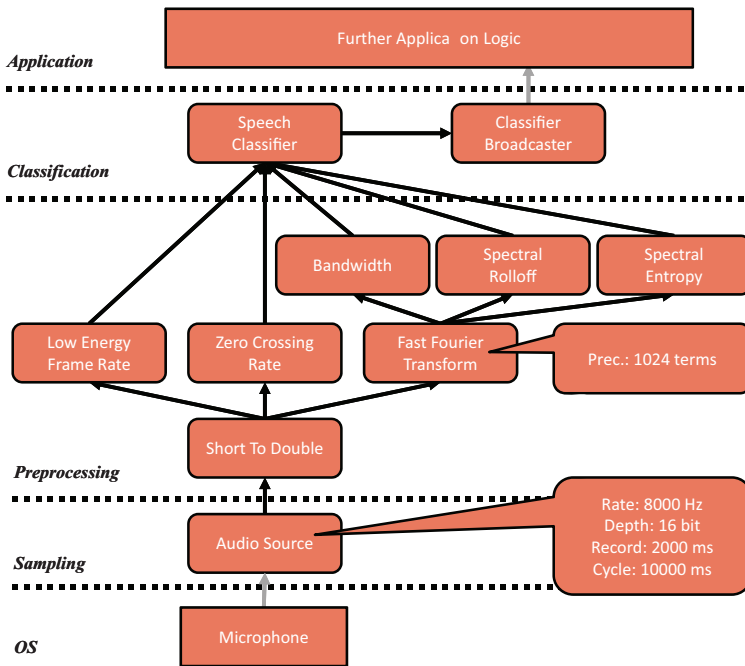 Further Applica on Logic
Application
Speech
Classifier
Classifier
Broadcaster
Classification
Bandwidth
Spectral
Rolloff
Spectral
Entropy
Low Energy
Frame Rate
Zero Crossing
Rate
Fast Fourier
Transform
Prec.: 1024 terms
Short To Double
Preprocessing
Audio Source
Rate: 8000 Hz
Depth: 16 bit
Record: 2000 ms
Cycle: 10000 ms
Sampling
Microphone
OS